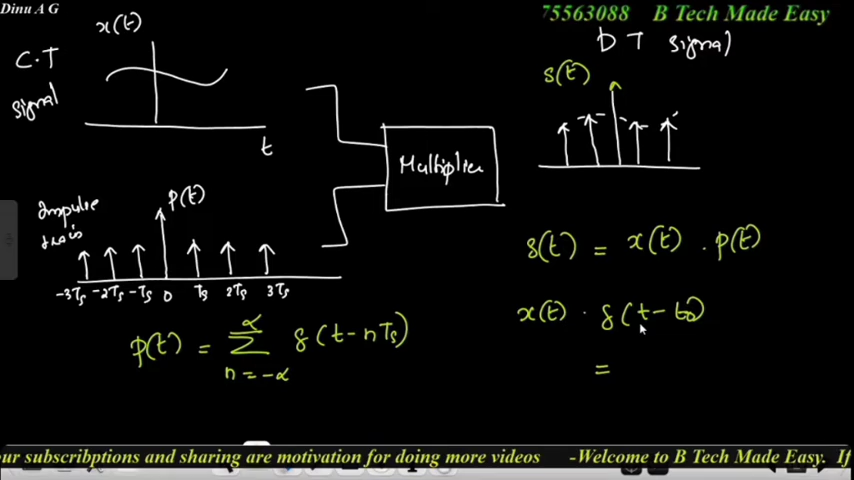 Dinu A G
75563088 B Tech Made Easy
x(t)
C.T
signal
t
DT signal
s(t)
Multiplier
Impulse
train
p(t)
-3Ts -2Ts -Ts 0 Ts 2Ts 3Ts
s(t) = x(t) . p(t)
x(t) . δ(t - t0)
=
p(t) = ∑ δ(t - nTs)
α
n = -α
our subscribptions and sharing are motivation for doing more videos -Welcome to B Tech Made Easy. If